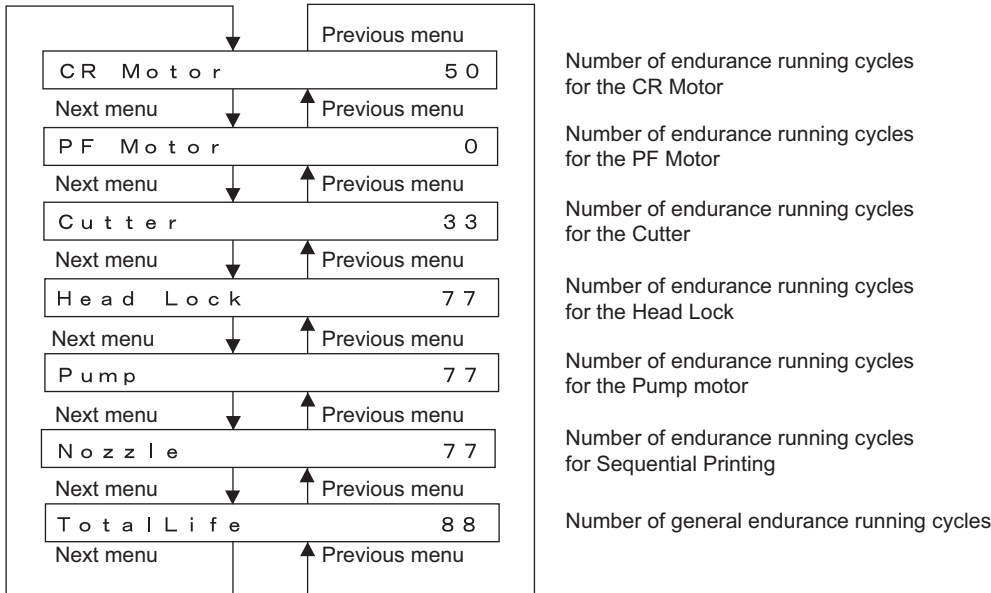 Previous menu
CR Motor 50
Number of endurance running cycles
for the CR Motor
Next menu Previous menu
PF Motor 0
Number of endurance running cycles
for the PF Motor
Next menu Previous menu
Cutter 33
Number of endurance running cycles
for the Cutter
Next menu Previous menu
Head Lock 77
Number of endurance running cycles
for the Head Lock
Next menu Previous menu
Pump 77
Number of endurance running cycles
for the Pump motor
Next menu Previous menu
Nozzle 77
Number of endurance running cycles
for Sequential Printing
Next menu Previous menu
TotalLife 88
Number of general endurance running cycles
Next menu Previous menu